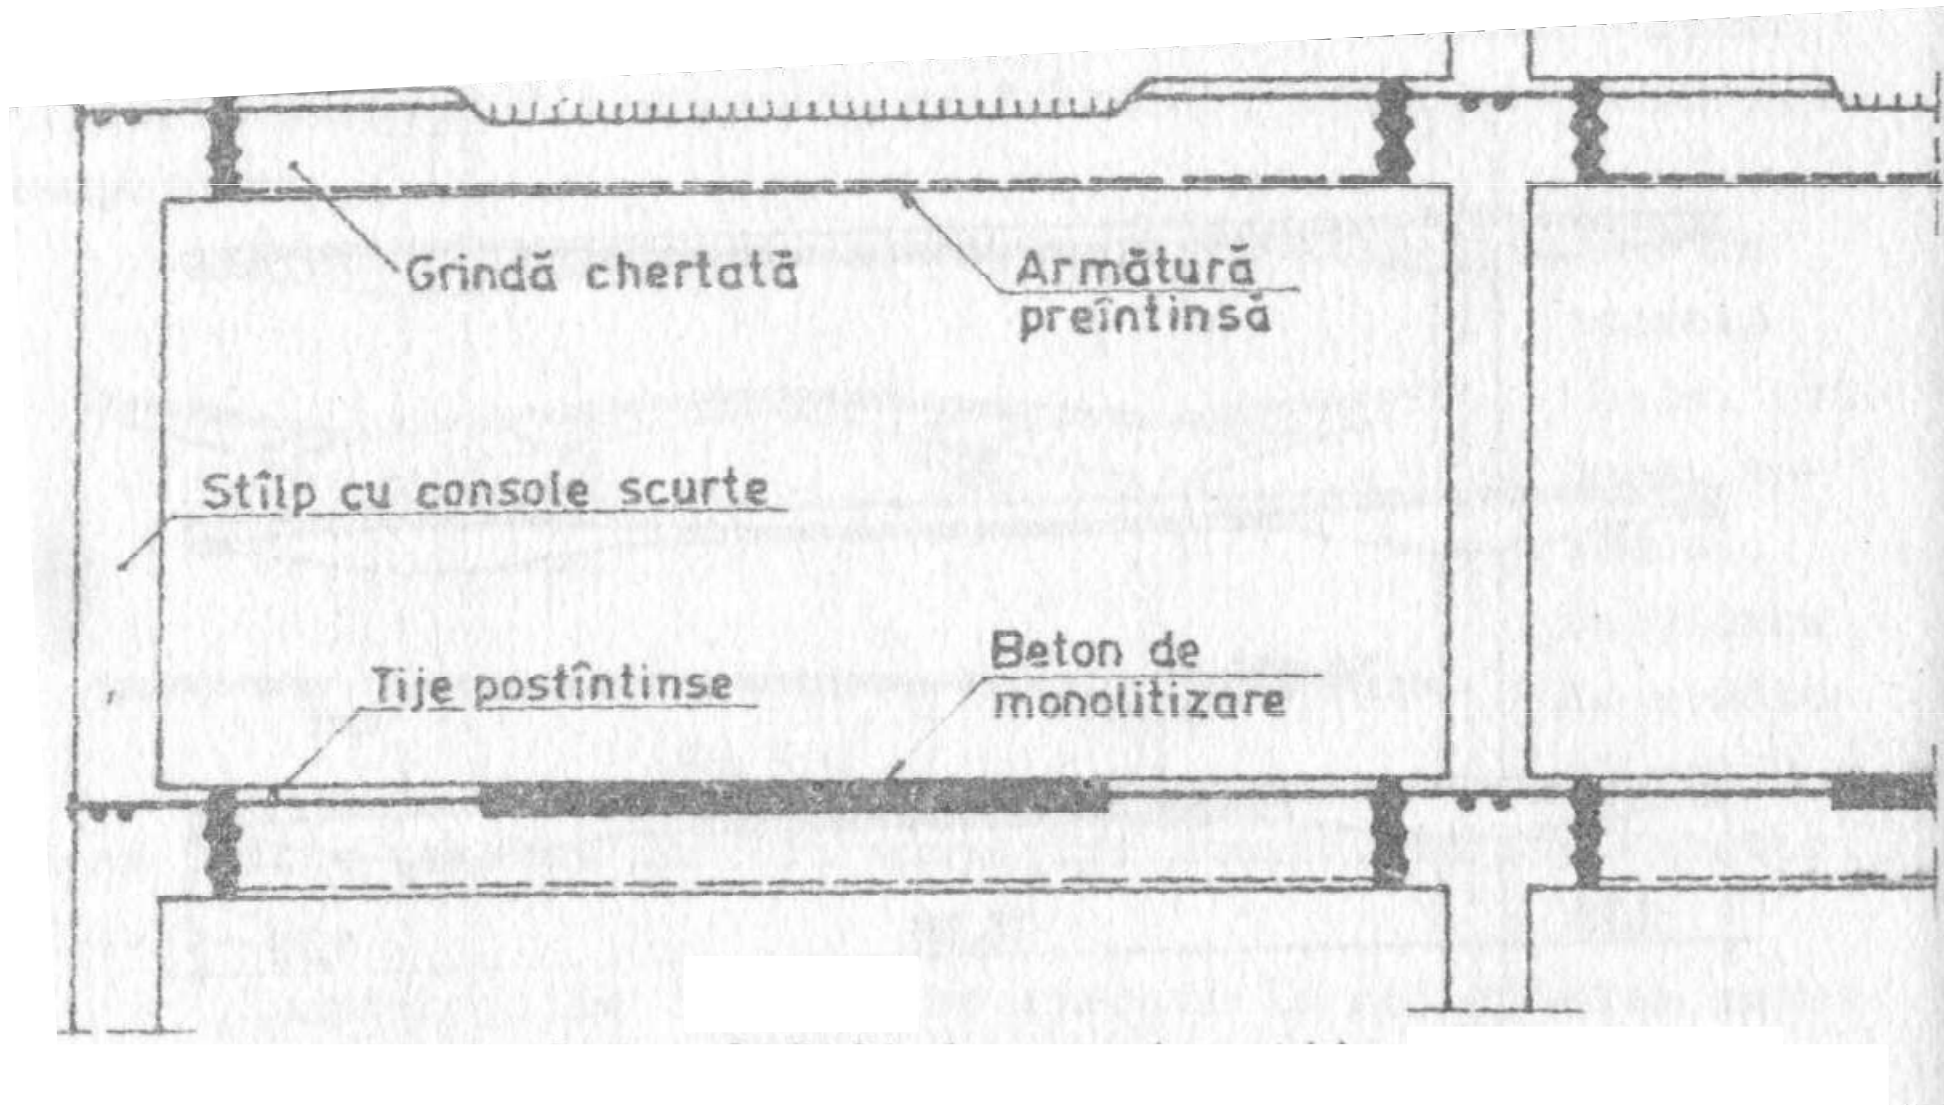 Grindă chertată
Armătură
preîntinsă
Stîlp cu console scurte
Tije postîntinse
Beton de
monolitizare